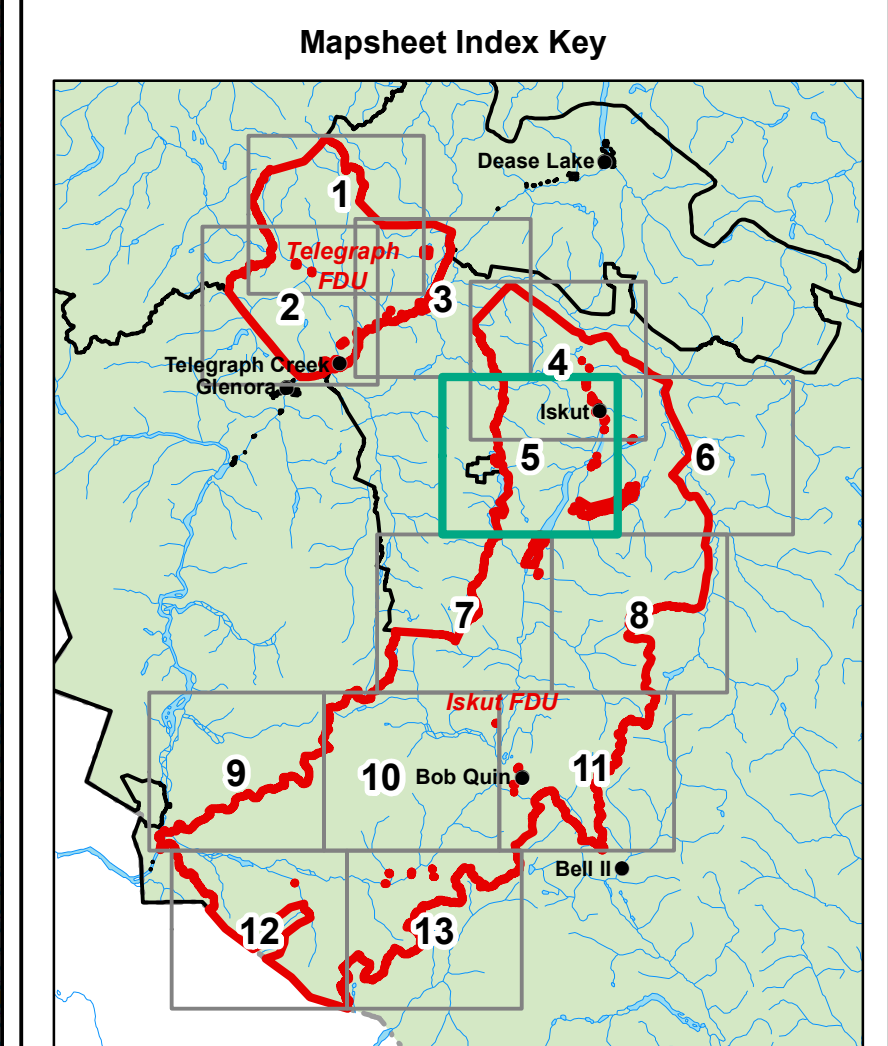 Mapsheet Index Key
Dease Lake
1
Telegraph
FDU
2
3
Telegraph Creek
Glenora
4
Iskut
5
6
7
8
Iskut FDU
9
10
Bob Quin
11
Bell II
12
13